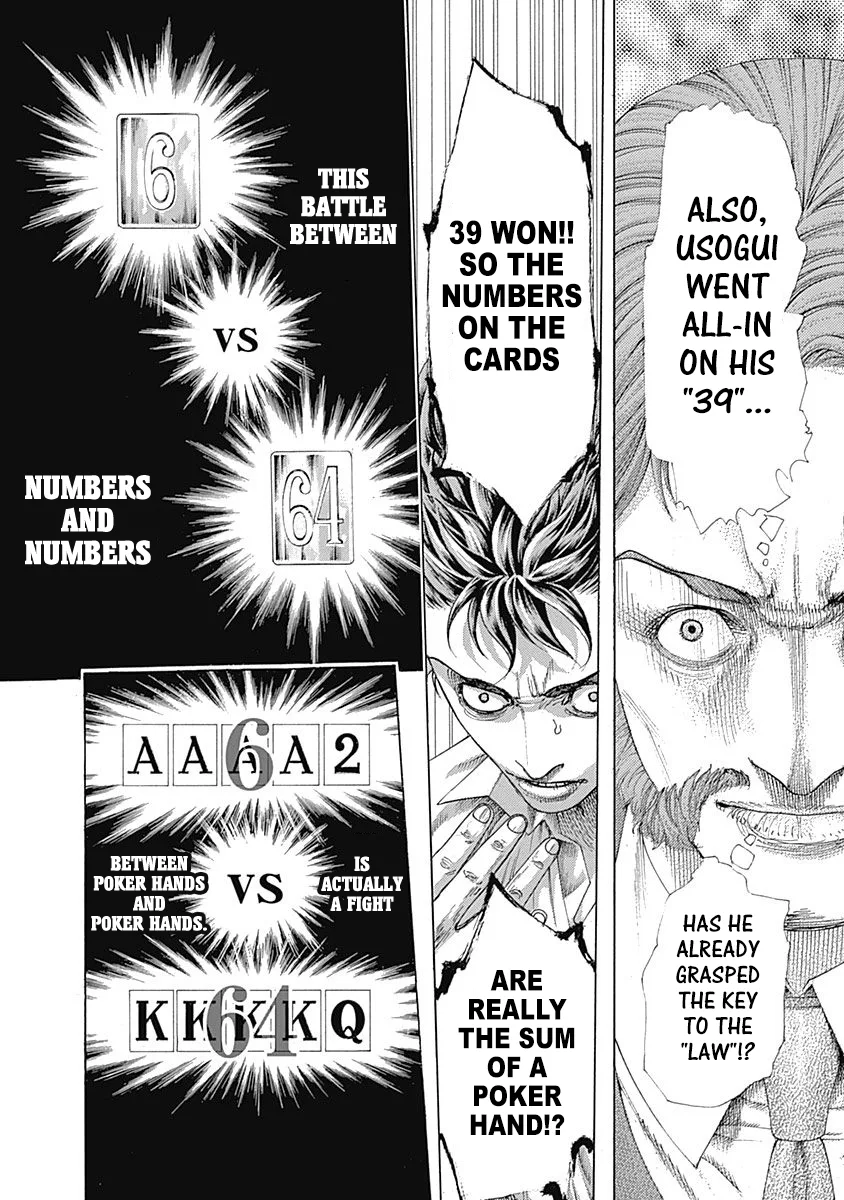 ALSO,
USOGUI
WENT
ALL-IN
ON HIS
"39"...
HAS HE
ALREADY
GRASPED
THE KEY
TO THE
"LAW"!?
39 WON!!
SO THE
NUMBERS
ON THE
CARDS
ARE
REALLY
THE SUM
OF A
POKER
HAND!?
6
THIS
BATTLE
BETWEEN
VS
64
NUMBERS
AND
NUMBERS
A A A A 2
6
IS
ACTUALLY
A FIGHT
VS
BETWEEN
POKER HANDS
AND
POKER HANDS.
K K K K Q
64